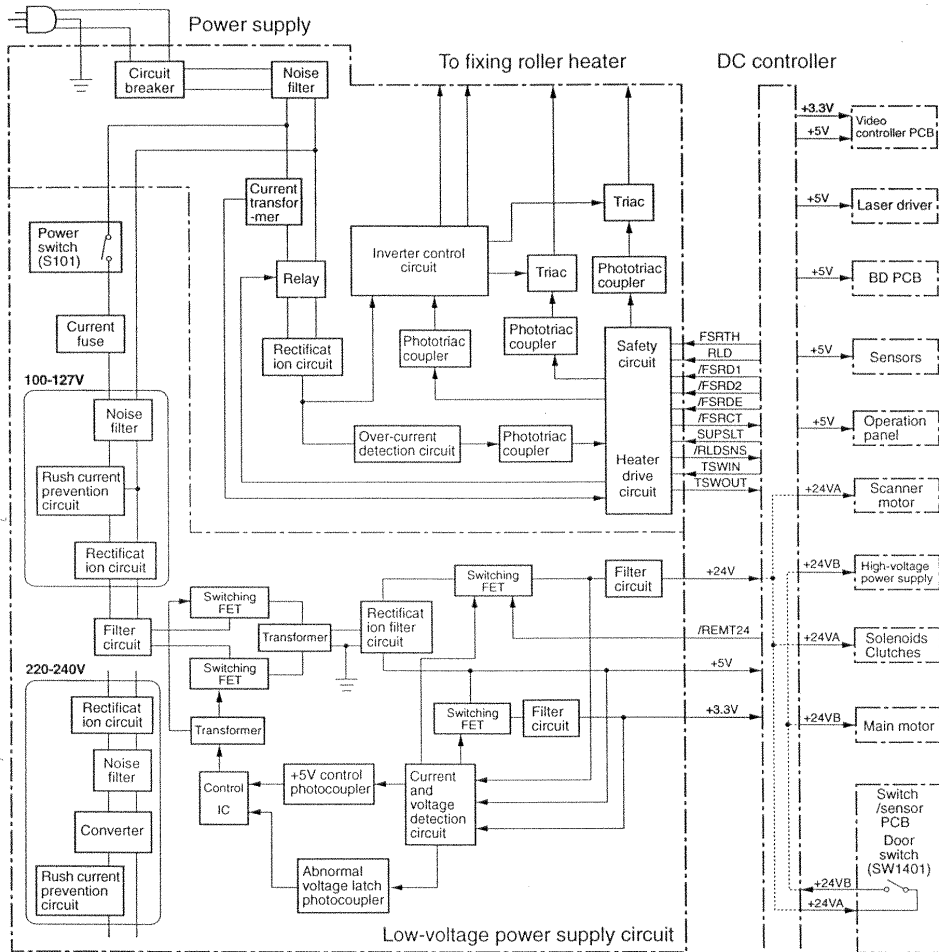 Power supply
To fixing roller heater
DC controller
Circuit
breaker
Noise
filter
+3.3V
+5V
Video
controller PCB
Current
transfor
-mer
Power
switch
(S101)
Relay
Inverter control
circuit
Triac
Triac
Phototriac
coupler
+5V
Laser driver
+5V
BD PCB
Current
fuse
Rectificat
ion circuit
Phototriac
coupler
Phototriac
coupler
Safety
circuit
Heater
drive
circuit
FSRTH
RLD
/FSRD1
/FSRD2
/FSRDE
/FSRCT
SUPSLT
/RLDSNS
TSWIN
TSWOUT
+5V
Sensors
+5V
Operation
panel
100-127V
Noise
filter
Rush current
prevention
circuit
Rectificat
ion circuit
Over-current
detection circuit
Phototriac
coupler
+24VA
Scanner
motor
Switching
FET
Filter
circuit
+24V
+24VB
High-voltage
power supply
Switching
FET
Transformer
Rectificat
ion filter
circuit
Filter
circuit
/REMT24
+24VA
Solenoids
Clutches
220-240V
Switching
FET
+5V
Rectificat
ion circuit
Transformer
Switching
FET
Filter
circuit
+3.3V
+24VB
Main motor
Noise
filter
Control
IC
+5V control
photocoupler
Current
and
voltage
detection
circuit
Converter
Switch
/sensor
PCB
Door
switch
(SW1401)
Rush current
prevention
circuit
Abnormal
voltage latch
photocoupler
+24VB
+24VA
Low-voltage power supply circuit